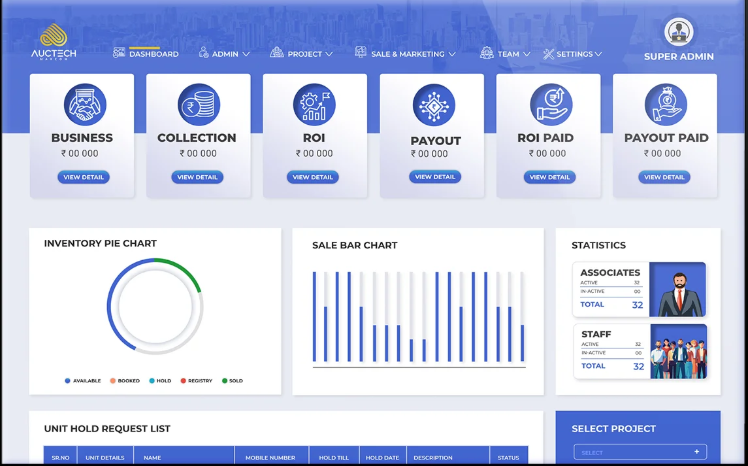 AUCTECH
DASHBOARD
ADMIN
PROJECT
SALE & MARKETING
TEAM
SETTINGS
SUPER ADMIN
BUSINESS
₹ 00 000
VIEW DETAIL
COLLECTION
₹ 00 000
VIEW DETAIL
ROI
₹ 00 000
VIEW DETAIL
PAYOUT
₹ 00 000
VIEW DETAIL
ROI PAID
₹ 00 000
VIEW DETAIL
PAYOUT PAID
₹ 00 000
VIEW DETAIL
INVENTORY PIE CHART
AVAILABLE BOOKED HOLD REGISTRY SOLD
SALE BAR CHART
STATISTICS
ASSOCIATES
ACTIVE 32
IN-ACTIVE 00
TOTAL 32
STAFF
ACTIVE 32
IN-ACTIVE 00
TOTAL 32
UNIT HOLD REQUEST LIST
SR.NO UNIT DETAILS NAME MOBILE NUMBER HOLD TILL HOLD DATE DESCRIPTION STATUS
SELECT PROJECT
SELECT +